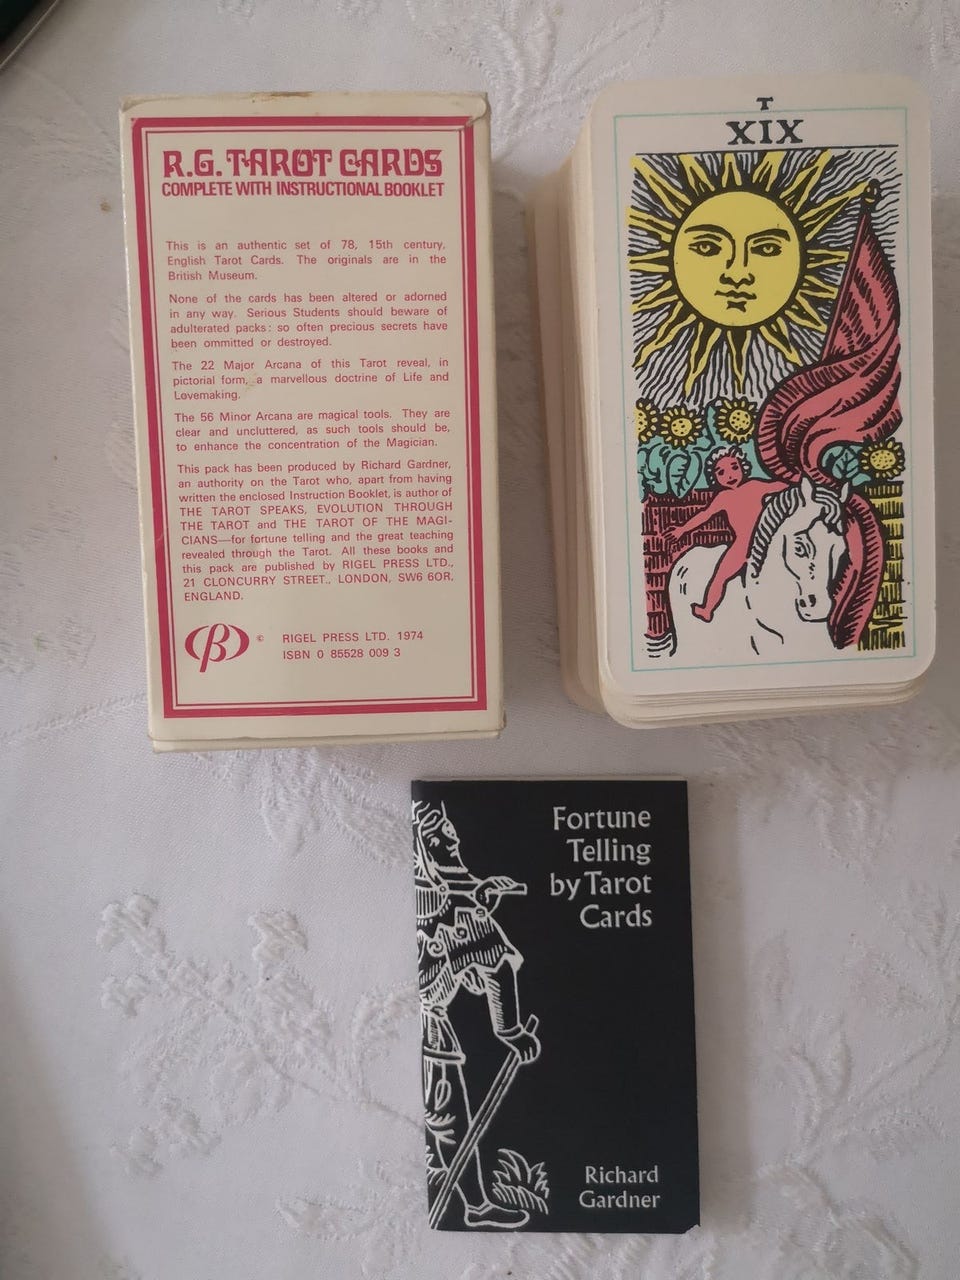 R.G. TAROT CARDS
COMPLETE WITH INSTRUCTIONAL BOOKLET
This is an authentic set of 78, 15th century,
English Tarot Cards. The originals are in the
British Museum.
None of the cards has been altered or adorned
in any way. Serious Students should beware of
adulterated packs: so often precious secrets have
been ommitted or destroyed.
The 22 Major Arcana of this Tarot reveal, in
pictorial form, a marvellous doctrine of Life and
Lovemaking.
The 56 Minor Arcana are magical tools. They are
clear and uncluttered, as such tools should be,
to enhance the concentration of the Magician.
This pack has been produced by Richard Gardner,
an authority on the Tarot who, apart from having
written the enclosed Instruction Booklet, is author of
THE TAROT SPEAKS, EVOLUTION THROUGH
THE TAROT and THE TAROT OF THE MAGI-
CIANS—for fortune telling and the great teaching
revealed through the Tarot. All these books and
this pack are published by RIGEL PRESS LTD.,
21 CLONCURRY STREET., LONDON, SW6 6OR,
ENGLAND.
© RIGEL PRESS LTD. 1974
ISBN 0 85528 009 3
T
XIX
Fortune
Telling
by Tarot
Cards
Richard
Gardner